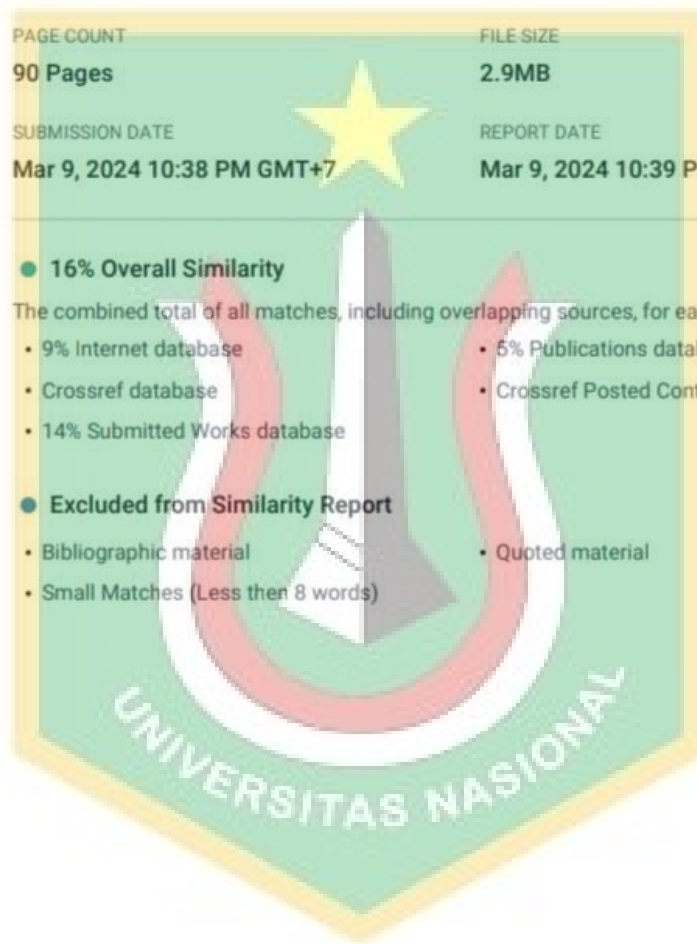 PAGE COUNT FILE SIZE
90 Pages 2.9MB
SUBMISSION DATE REPORT DATE
Mar 9, 2024 10:38 PM GMT+7 Mar 9, 2024 10:39 P
16% Overall Similarity
The combined total of all matches, including overlapping sources, for ea
• 9% Internet database • 5% Publications data
• Crossref database • Crossref Posted Cont
• 14% Submitted Works database
Excluded from Similarity Report
• Bibliographic material • Quoted material
• Small Matches (Less then 8 words)
UNIVERSITAS NASIONAL